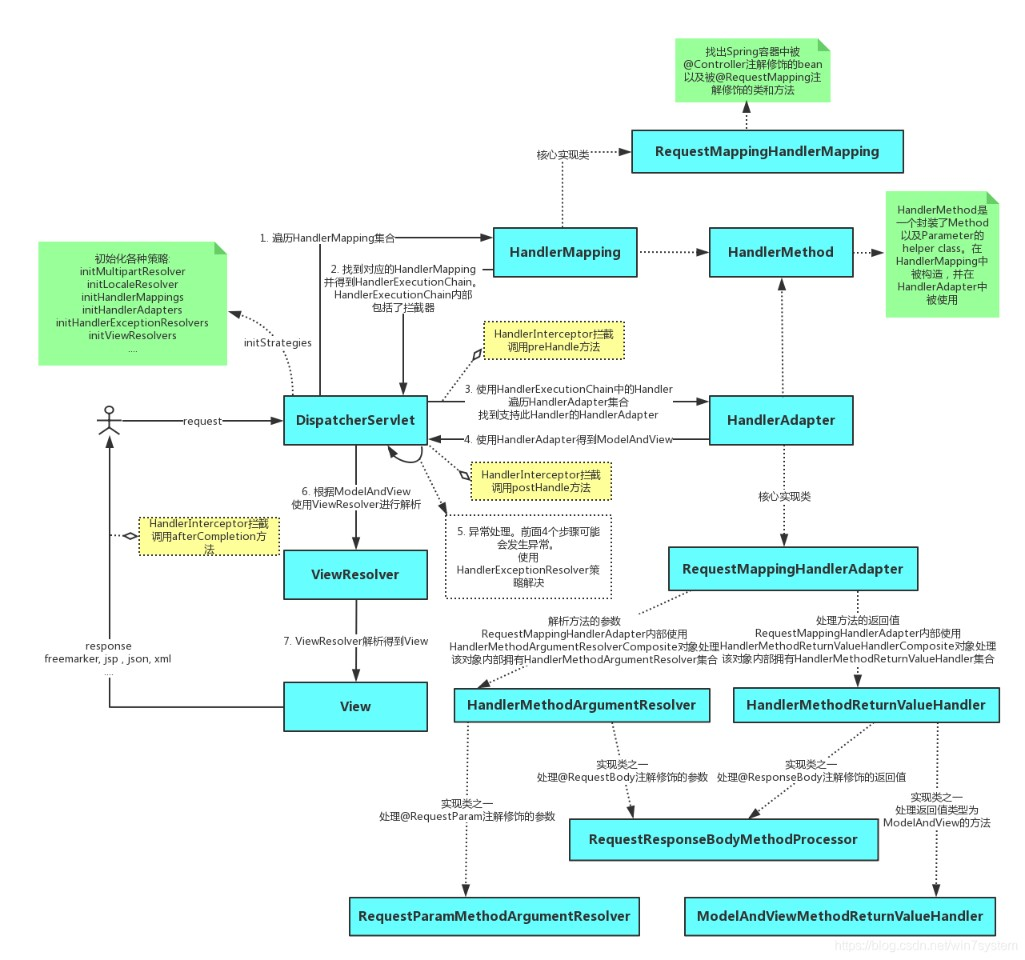 找出Spring容器中被
@Controller注解修饰的bean
以及被@RequestMapping注
解修饰的类和方法
RequestMappingHandlerMapping
核心实现类
HandlerMethod是
一个封装了Method
以及Parameter的
helper class。在
HandlerMapping中
被构造，并在
HandlerAdapter中
被使用
1. 遍历HandlerMapping集合
HandlerMapping
HandlerMethod
2. 找到对应的HandlerMapping
并得到HandlerExecutionChain。
HandlerExecutionChain内部
包括了拦截器
初始化各种策略:
initMultipartResolver
initLocaleResolver
initHandlerMappings
initHandlerAdapters
initHandlerExceptionResolvers
initViewResolvers
....
initStrategies
HandlerInterceptor拦截
调用preHandle方法
3. 使用HandlerExecutionChain中的Handler
遍历HandlerAdapter集合
找到支持此Handler的HandlerAdapter
request
DispatcherServlet
HandlerAdapter
4. 使用HandlerAdapter得到ModelAndView
HandlerInterceptor拦截
调用postHandle方法
6. 根据ModelAndView
使用ViewResolver进行解析
核心实现类
HandlerInterceptor拦截
调用afterCompletion方
法
5. 异常处理。前面4个步骤可能
会发生异常。
使用
HandlerExceptionResolver策
略解决
ViewResolver
RequestMappingHandlerAdapter
7. ViewResolver解析得到View
解析方法的参数
RequestMappingHandlerAdapter内部使用
HandlerMethodArgumentResolverComposite对象处理
该对象内部拥有HandlerMethodArgumentResolver集合
处理方法的返回值
RequestMappingHandlerAdapter内部使用
HandlerMethodReturnValueHandlerComposite对象处理
该对象内部拥有HandlerMethodReturnValueHandler集合
response
freemarker, jsp , json, xml
....
View
HandlerMethodArgumentResolver
HandlerMethodReturnValueHandler
实现类之一
处理@RequestBody注解修饰的参数
实现类之一
处理@ResponseBody注解修饰的返回值
实现类之一
处理@RequestParam注解修饰的参数
实现类之一
处理返回值类型为
ModelAndView的方法
RequestResponseBodyMethodProcessor
RequestParamMethodArgumentResolver
ModelAndViewMethodReturnValueHandler
https://blog.csdn.net/win7system